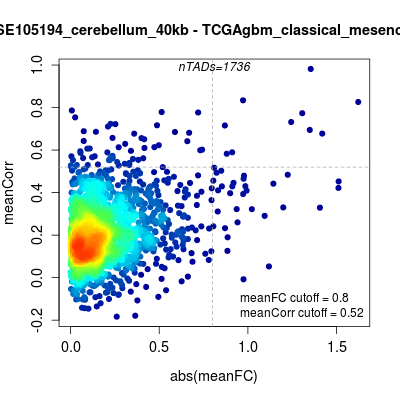 SE105194_cerebellum_40kb - TCGAgbm_classical_mesenc
nTADs=1736
meanCorr
1.0
0.8
0.6
0.4
0.2
0.0
-0.2
meanFC cutoff = 0.8
meanCorr cutoff = 0.52
0.0 0.5 1.0 1.5
abs(meanFC)